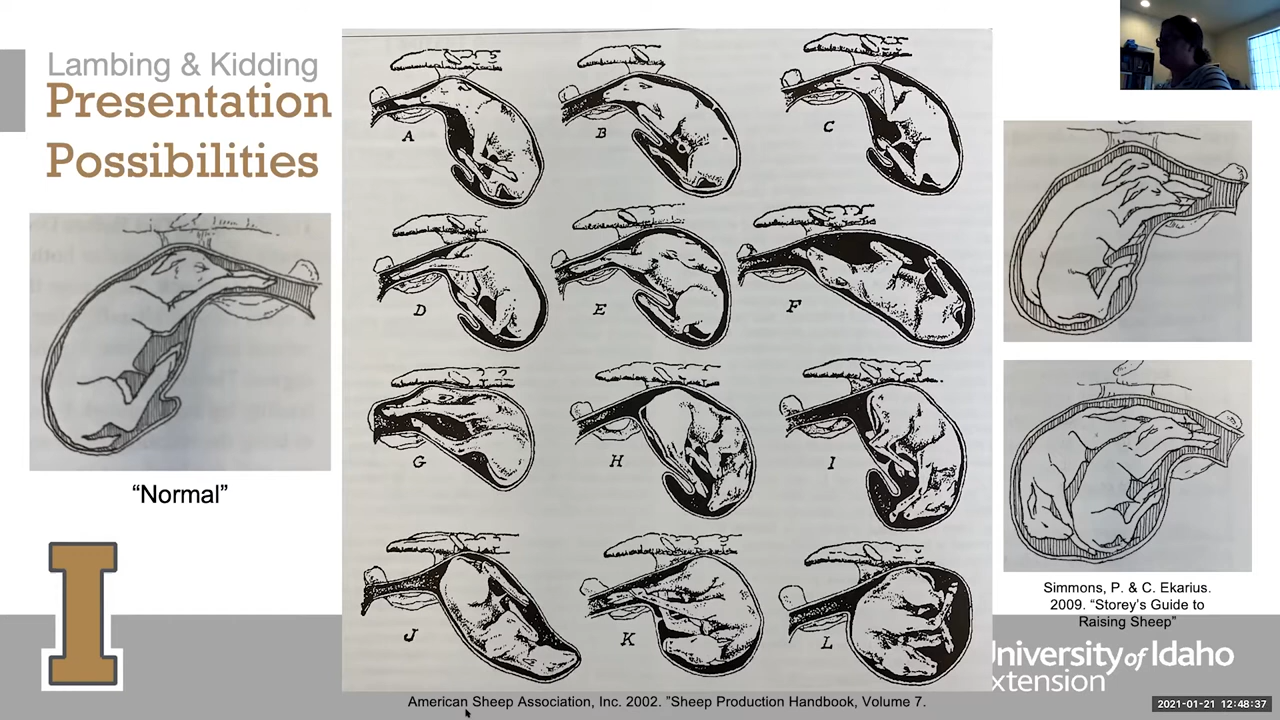 Lambing & Kidding
Presentation
Possibilities
“Normal”
A
B
C
D
E
F
G
H
I
J
K
L
American Sheep Association, Inc. 2002. ”Sheep Production Handbook, Volume 7.
Simmons, P. & C. Ekarius.
2009. “Storey’s Guide to
Raising Sheep”
I
University of Idaho
xtension
2021-01-21 12:48:37